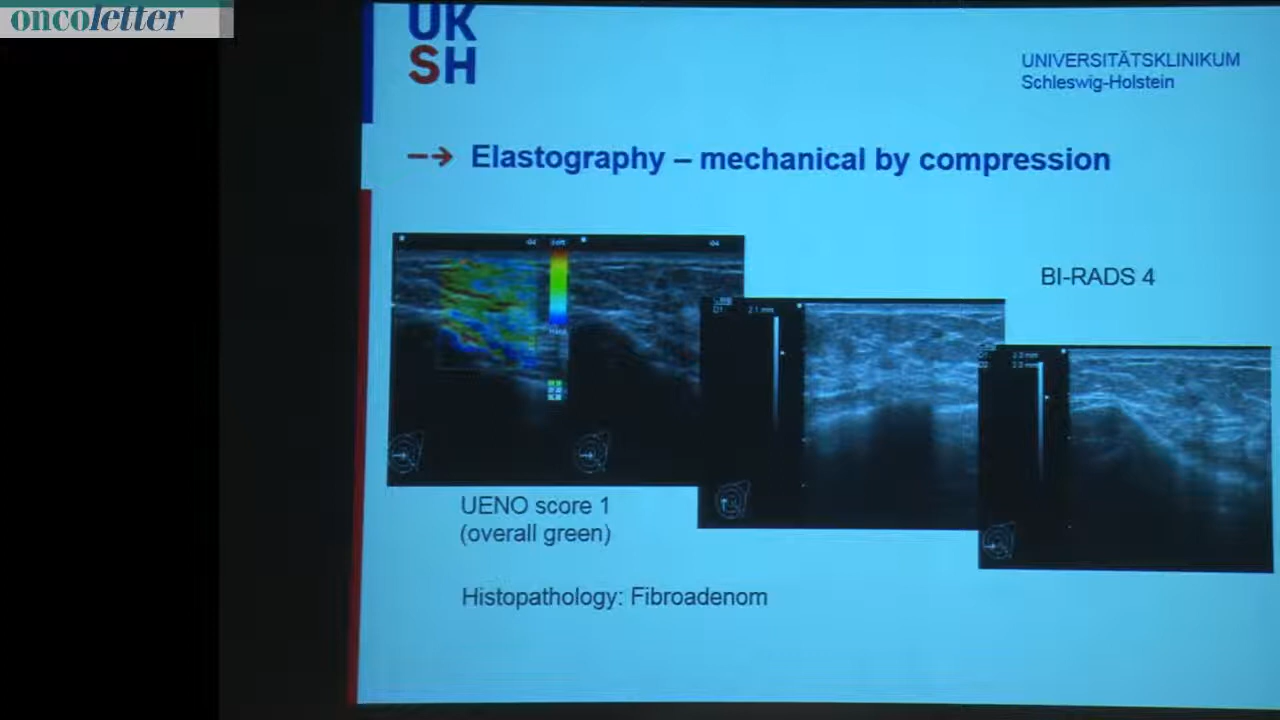 oncoletter
UK
SH
UNIVERSITÄTSKLINIKUM
Schleswig-Holstein
Elastography – mechanical by compression
BI-RADS 4
UENO score 1
(overall green)
Histopathology: Fibroadenom